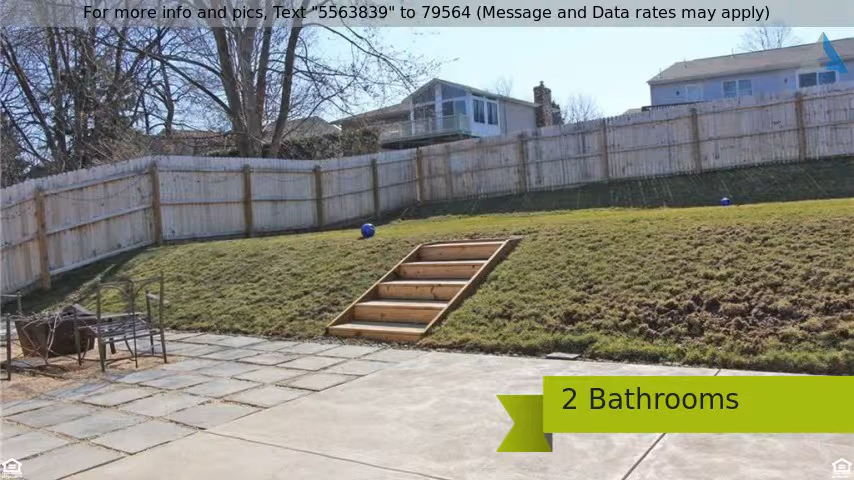 For more info and pics, Text "5563839" to 79564 (Message and Data rates may apply)
2 Bathrooms